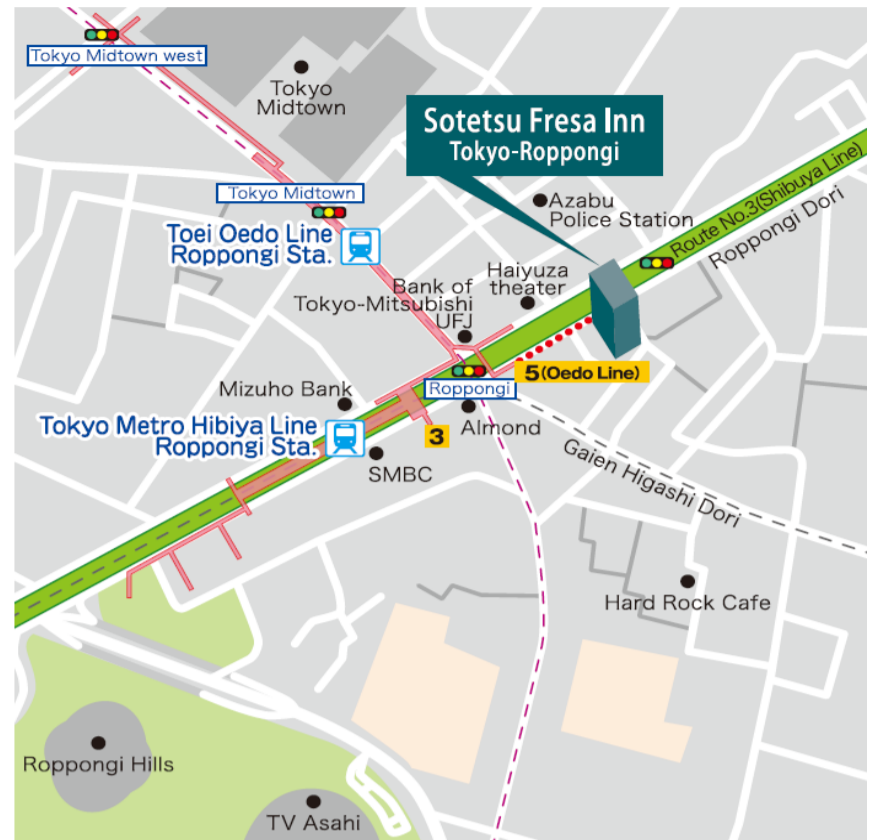 Tokyo Midtown west
Tokyo
Midtown
Sotetsu Fresa Inn
Tokyo-Roppongi
Tokyo Midtown
Azabu
Police Station
Route No.3(Shibuya Line)
Roppongi Dori
Toei Oedo Line
Roppongi Sta.
Bank of
Tokyo-Mitsubishi
UFJ
Haiyuza
theater
5(Oedo Line)
Roppongi
Mizuho Bank
Tokyo Metro Hibiya Line
Roppongi Sta.
3
Almond
SMBC
Gaien Higashi Dori
Hard Rock Cafe
Roppongi Hills
TV Asahi